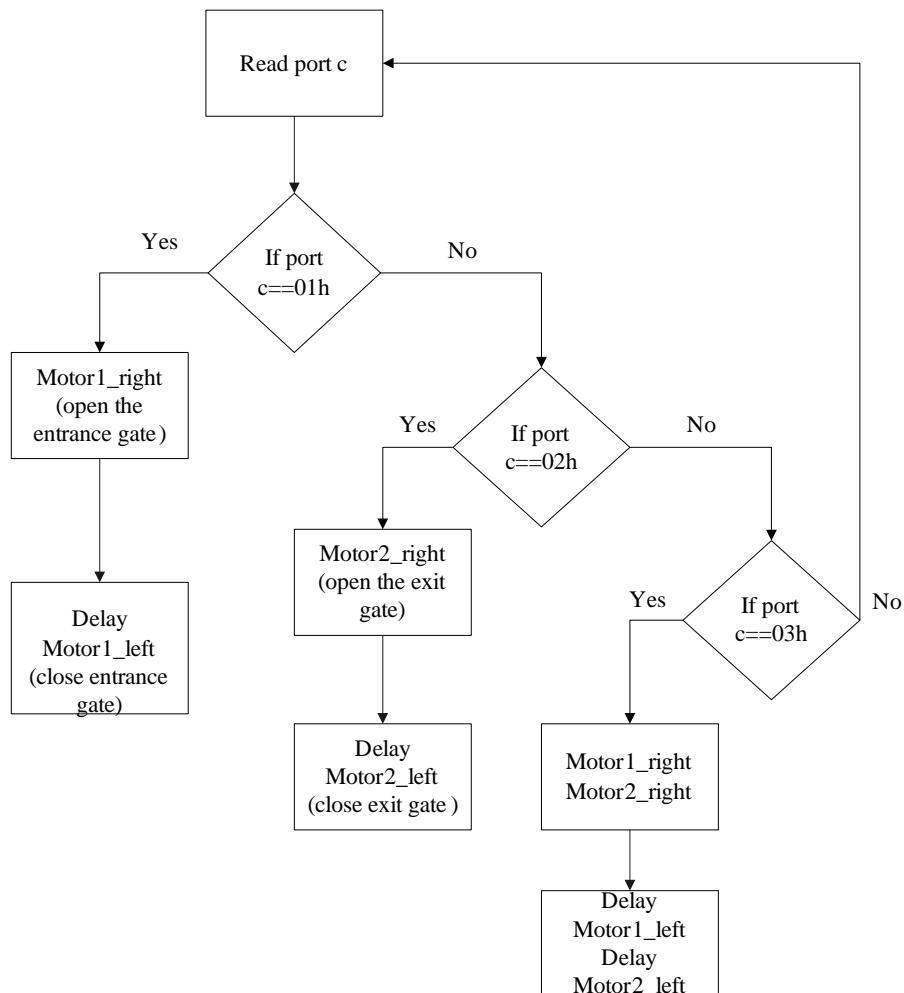 Read port c
Yes
If port
c==01h
No
Motor1_right
(open the
entrance gate)
Yes
If port
c==02h
No
Motor2_right
(open the exit
gate)
Delay
Motor1_left
(close entrance
gate)
Yes
If port
c==03h
No
Delay
Motor2_left
(close exit gate)
Motor1_right
Motor2_right
Delay
Motor1_left
Delay
Motor2_left